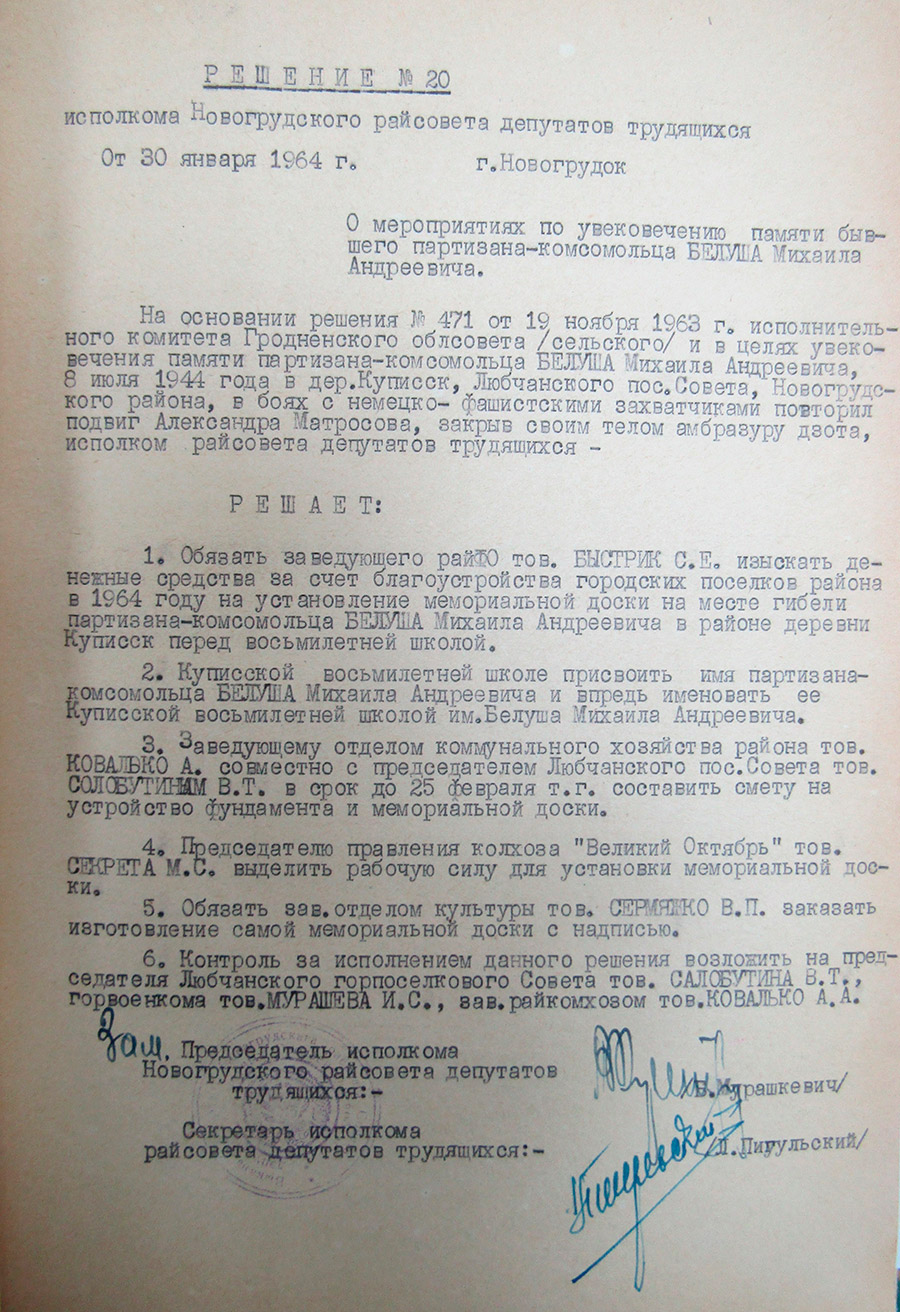 РЕШЕНИЕ № 20
исполкома Новогрудского райсовета депутатов трудящихся
От 30 января 1964 г. г.Новогрудок
О мероприятиях по увековечению памяти быв-
шего партизана-комсомольца БЕЛУША Михаила
Андреевича.
На основании решения № 471 от 19 ноября 1963 г. исполнитель-
ного комитета Гродненского облсовета /сельского/ и в целях увеко-
вечения памяти партизана-комсомольца БЕЛУША Михаила Андреевича,
8 июля 1944 года в дер.Куписск, Любчанского пос.Совета, Новогрудс-
кого района, в боях с немецко- фашистскими захватчиками повторил
подвиг Александра Матросова, закрыв своим телом амбразуру дзота,
исполком райсовета депутатов трудящихся -
РЕШАЕТ:
1. Обязать заведующего райФО тов. БЫСТРИК С.Е. изыскать де-
нежные средства за счет благоустройства городских поселков района
в 1964 году на установление мемориальной доски на месте гибели
партизана-комсомольца БЕЛУША Михаила Андреевича в районе деревни
Куписск перед восьмилетней школой.
2. Куписской восьмилетней школе присвоить имя партизана-
комсомольца БЕЛУША Михаила Андреевича и впредь именовать ее
Куписской восьмилетней школой им.Белуша Михаила Андреевича.
3. Заведующему отделом коммунального хозяйства района тов.
КОВАЛЬКО А. совместно с председателем Любчанского пос.Совета тов.
СОЛОБУТИНЫМ В.Т. в срок до 25 февраля т.г. составить смету на
устройство фундамента и мемориальной доски.
4. Председателю правления колхоза "Великий Октябрь" тов.
СЕКРЕТА М.С. выделить рабочую силу для установки мемориальной дос-
ки.
5. Обязать зав.отделом культуры тов. СЕРМЯЖКО В.П. заказать
изготовление самой мемориальной доски с надписью.
6. Контроль за исполнением данного решения возложить на пред-
седателя Любчанского горпоселкового Совета тов. САЛОБУТИНА В.Т.,
горвоенкома тов.МУРАШЕВА И.С., зав.райкомхозом тов.КОВАЛЬКО А.А.
Зам. Председатель исполкома
Новогрудского райсовета депутатов
трудящихся:- /В.Мурашкевич/
Секретарь исполкома
райсовета депутатов трудящихся:- /Л.Пигульский/